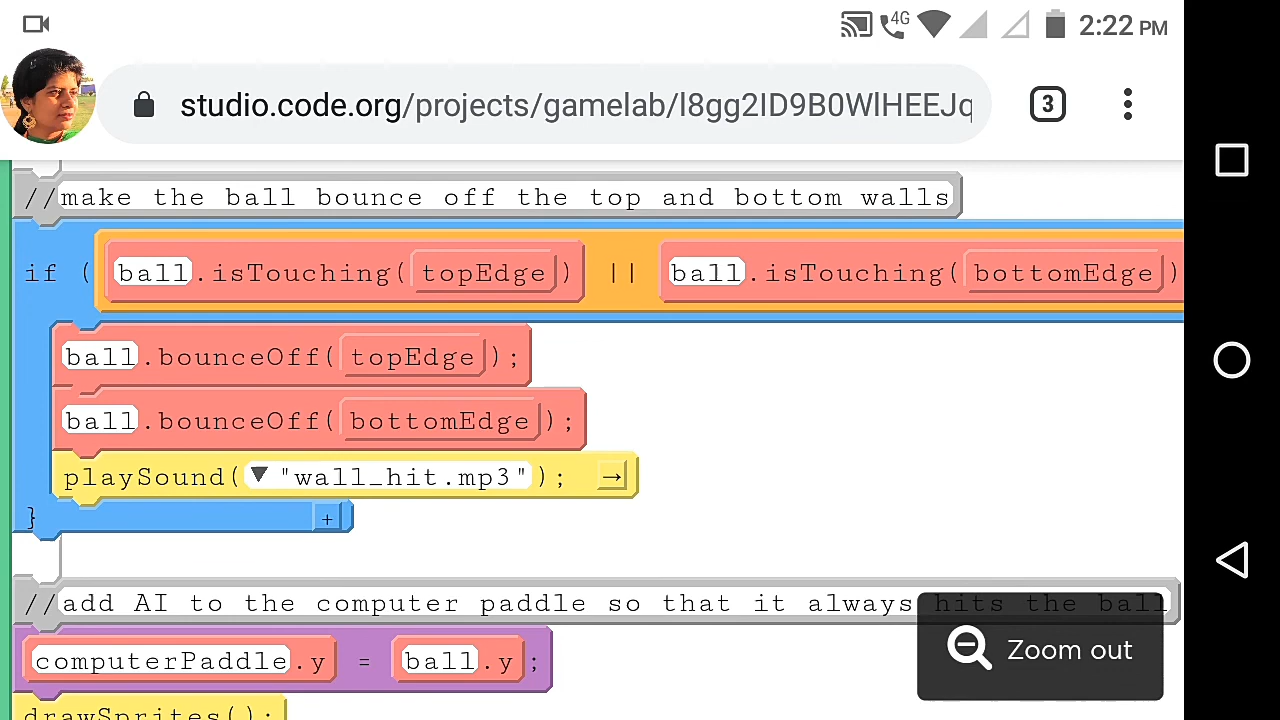 4G 2:22 PM
studio.code.org/projects/gamelab/l8gg2ID9B0WlHEEJq
3
//make the ball bounce off the top and bottom walls
if ( ball.isTouching( topEdge ) || ball.isTouching( bottomEdge )
ball.bounceOff( topEdge );
ball.bounceOff( bottomEdge );
playSound( ▼ "wall_hit.mp3" ); →
} +
//add AI to the computer paddle so that it always hits the ball
Zoom out
computerPaddle.y = ball.y ;
drawSprites();